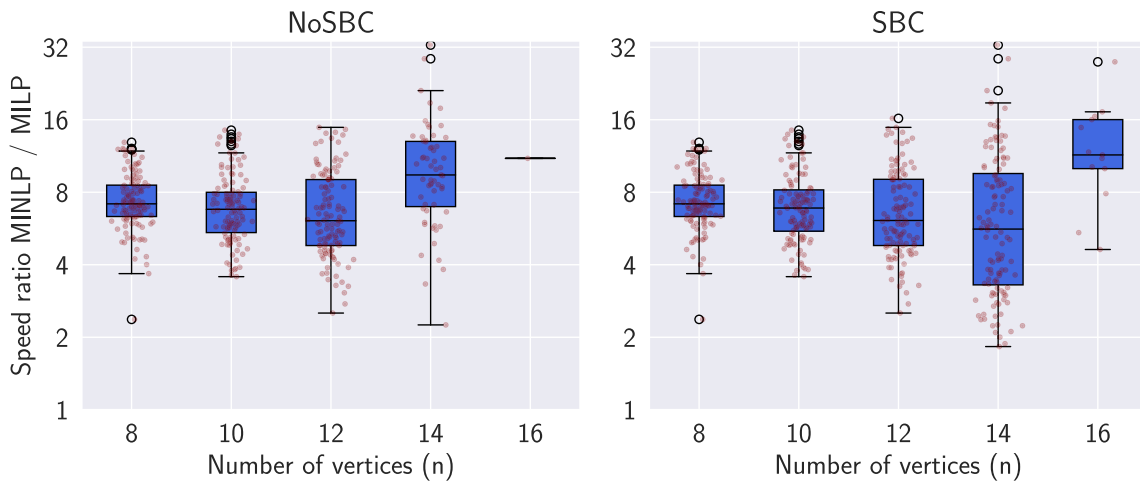 NoSBC
SBC
Speed ratio MINLP / MILP
32
16
8
4
2
1
8 10 12 14 16
Number of vertices (n)
32
16
8
4
2
1
8 10 12 14 16
Number of vertices (n)